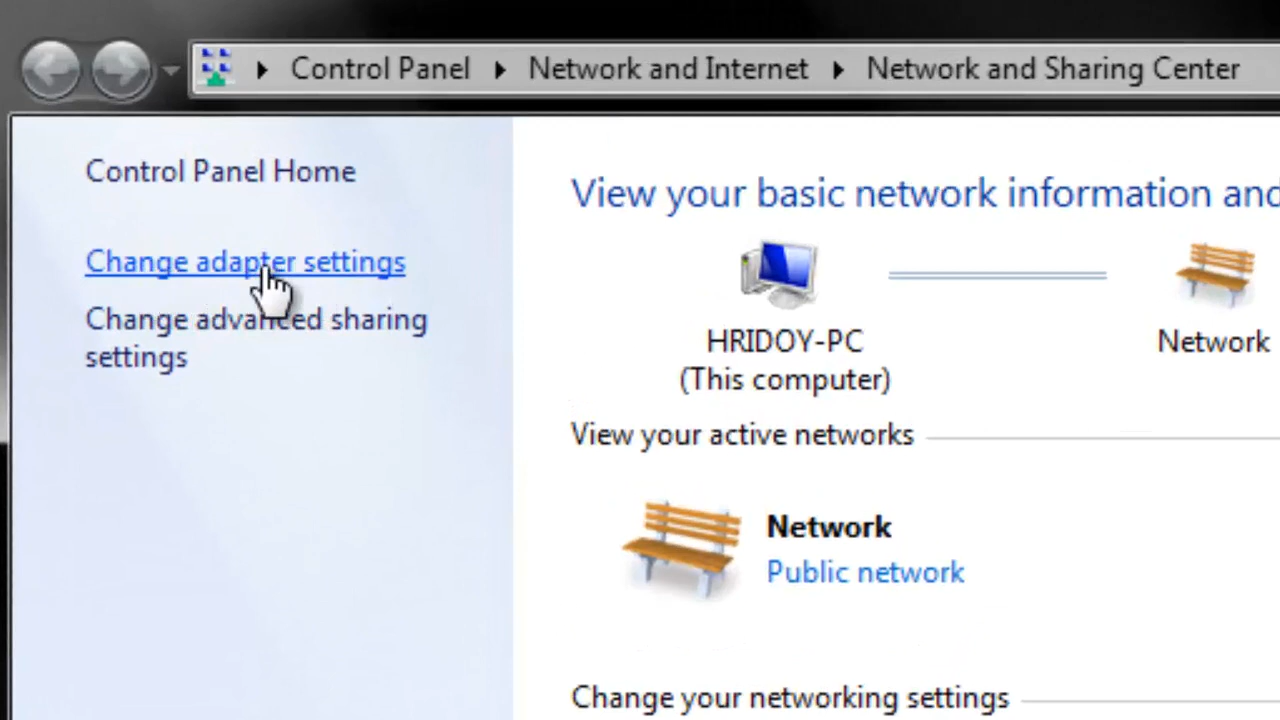 Control Panel Network and Internet Network and Sharing Center
Control Panel Home
Change adapter settings
Change advanced sharing
settings
View your basic network information and
HRIDOY-PC
(This computer)
Network
View your active networks
Network
Public network
Change your networking settings